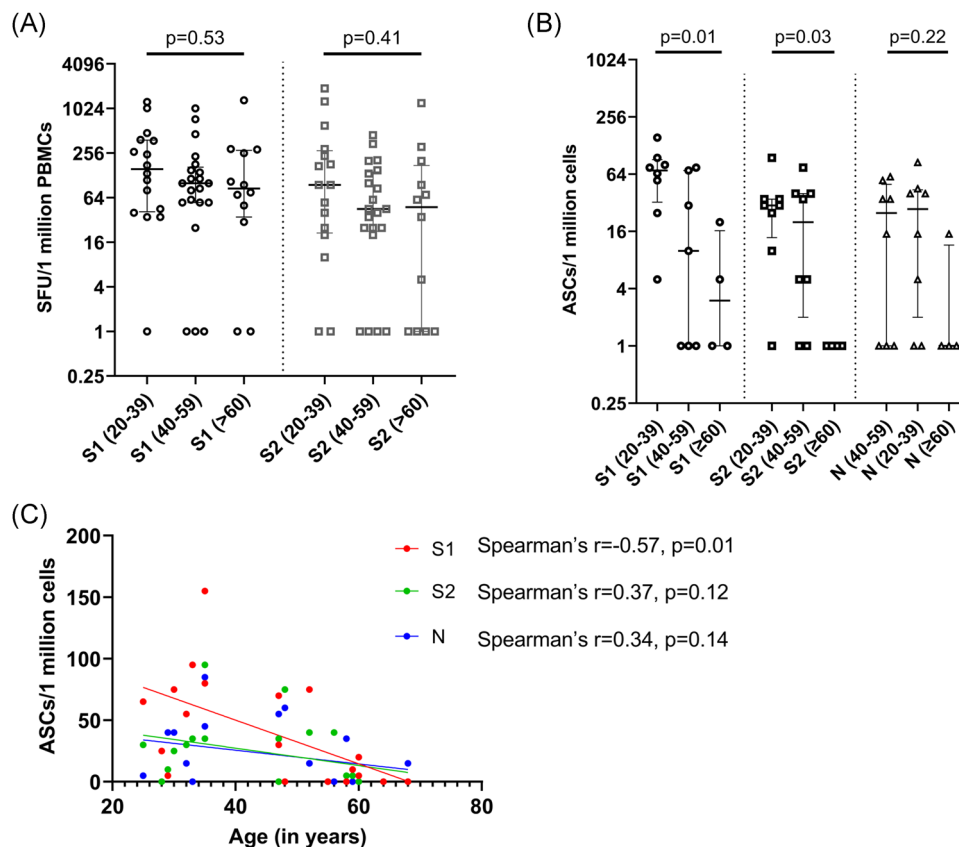 (A)
p=0.53
p=0.41
4096
1024
256
64
16
4
1
0.25
SFU/1 million PBMCs
S1 (20-39)
S1 (40-59)
S1 (>60)
S2 (20-39)
S2 (40-59)
S2 (>60)
(B)
p=0.01
p=0.03
p=0.22
1024
256
64
16
4
1
0.25
ASCs/1 million cells
S1 (20-39)
S1 (40-59)
S1 (≥60)
S2 (20-39)
S2 (40-59)
S2 (≥60)
N (40-59)
N (20-39)
N (≥60)
(C)
200
150
100
50
0
ASCs/1 million cells
20
40
60
80
Age (in years)
S1 Spearman's r=-0.57, p=0.01
S2 Spearman's r=0.37, p=0.12
N Spearman's r=0.34, p=0.14